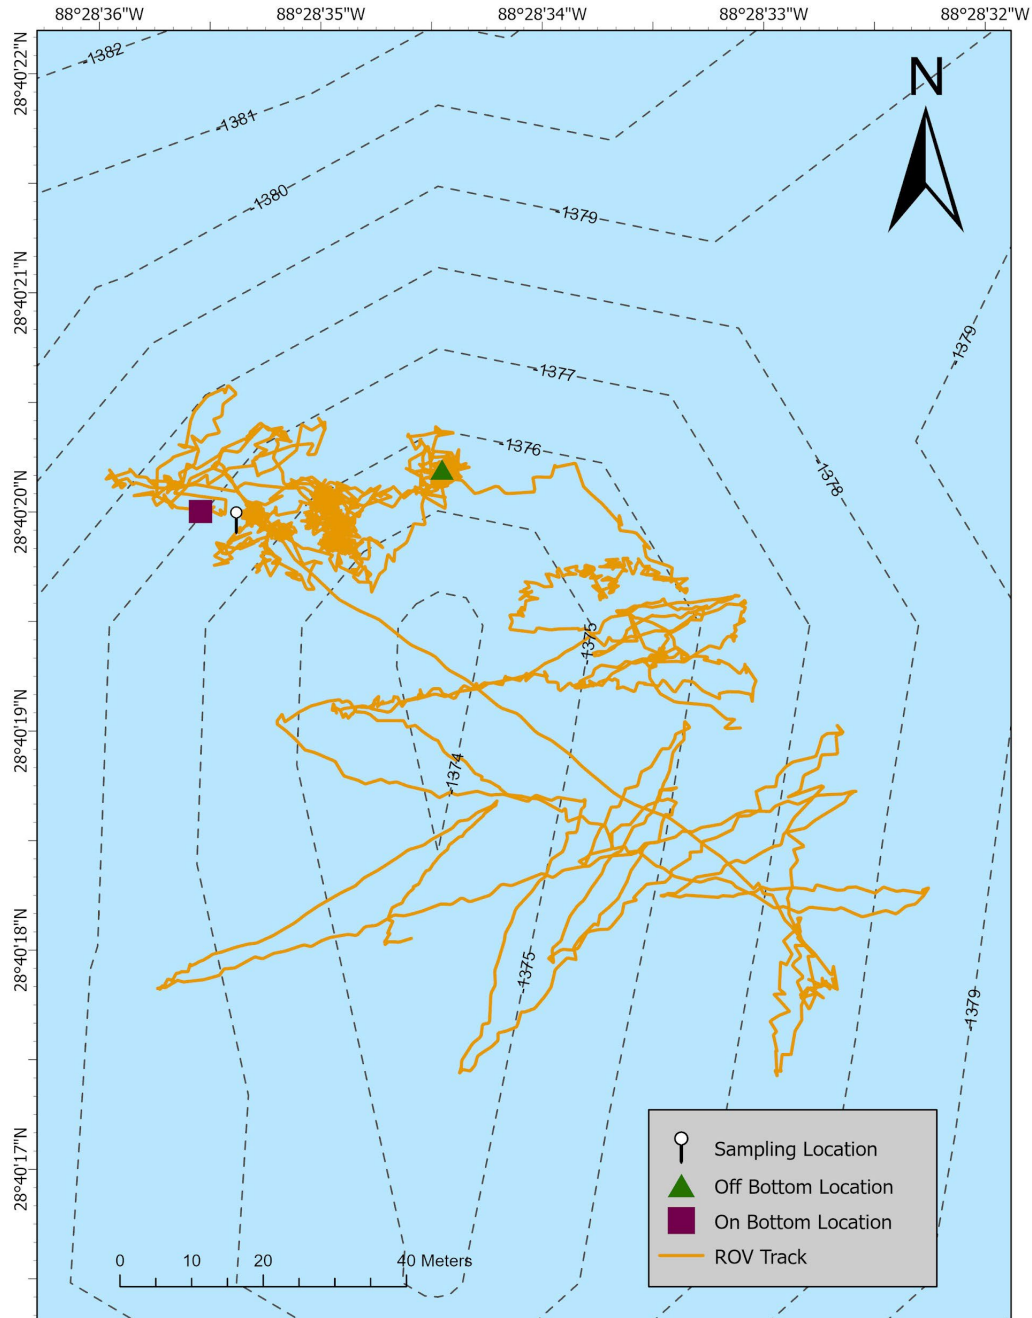 88°28'36"W 88°28'35"W 88°28'34"W 88°28'33"W 88°28'32"W
28°40'22"N
-1382
N
-1381
-1380
-1379
28°40'21"N
-1379
-1377
-1376
-1378
28°40'20"N
-1375
28°40'19"N
-1374
28°40'18"N
-1375
-1379
28°40'17"N
Sampling Location
Off Bottom Location
On Bottom Location
ROV Track
0 10 20 40 Meters